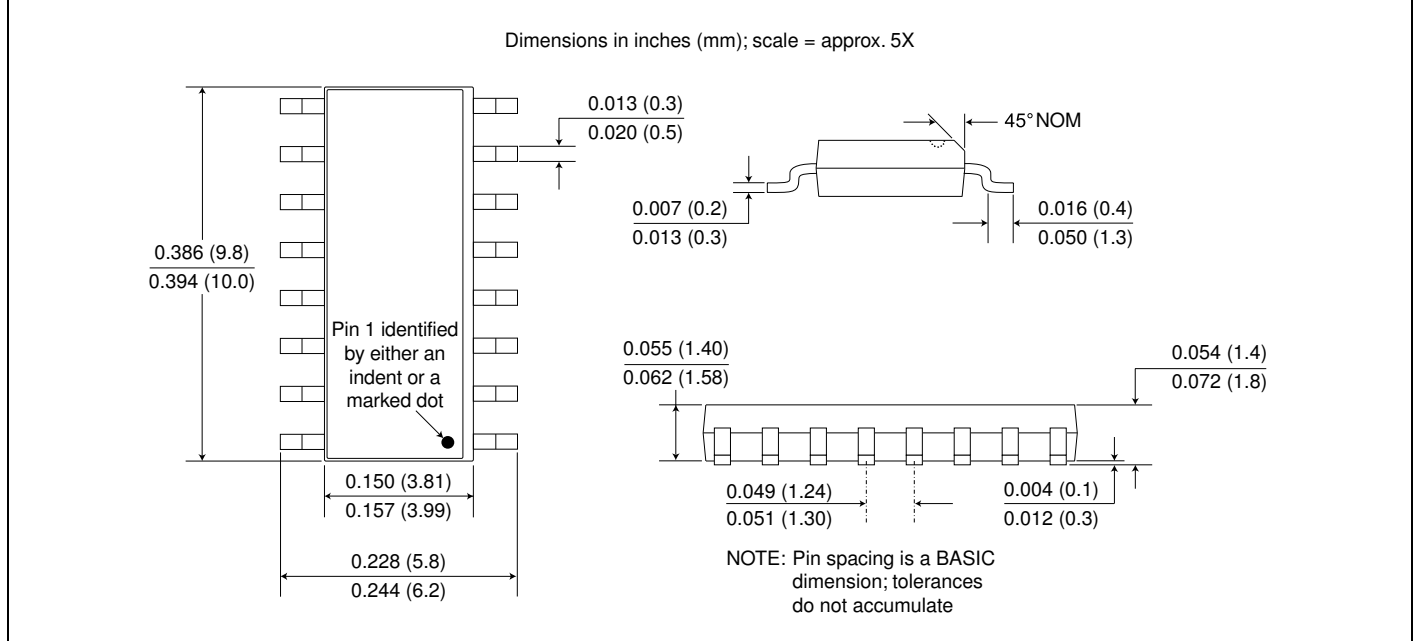 Dimensions in inches (mm); scale = approx. 5X
0.013 (0.3)
0.020 (0.5)
45° NOM
0.007 (0.2)
0.013 (0.3)
0.016 (0.4)
0.050 (1.3)
0.386 (9.8)
0.394 (10.0)
Pin 1 identified
by either an
indent or a
marked dot
0.055 (1.40)
0.062 (1.58)
0.054 (1.4)
0.072 (1.8)
0.150 (3.81)
0.157 (3.99)
0.049 (1.24)
0.051 (1.30)
0.004 (0.1)
0.012 (0.3)
0.228 (5.8)
0.244 (6.2)
NOTE: Pin spacing is a BASIC
dimension; tolerances
do not accumulate